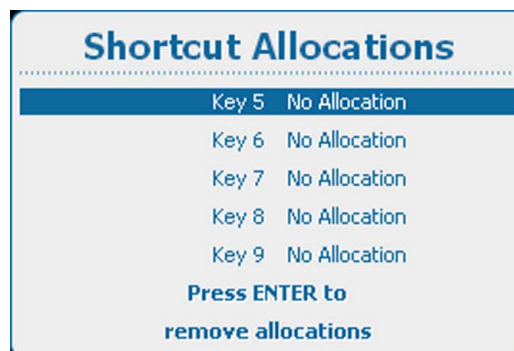 Shortcut Allocations
Key 5 No Allocation
Key 6 No Allocation
Key 7 No Allocation
Key 8 No Allocation
Key 9 No Allocation
Press ENTER to
remove allocations